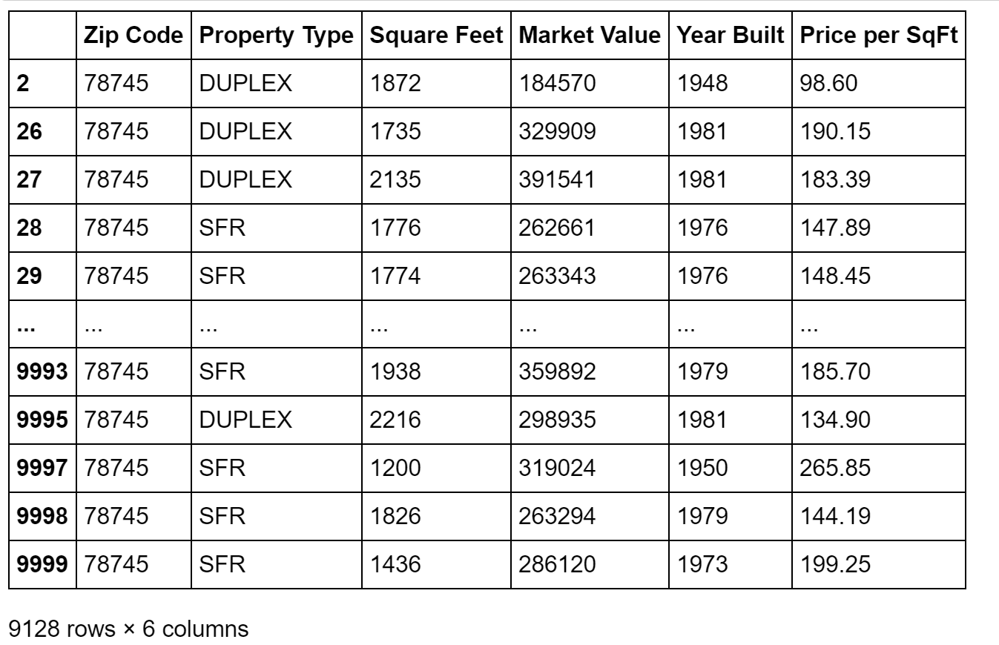 Zip Code Property Type Square Feet Market Value Year Built Price per SqFt
2 78745 DUPLEX 1872 184570 1948 98.60
26 78745 DUPLEX 1735 329909 1981 190.15
27 78745 DUPLEX 2135 391541 1981 183.39
28 78745 SFR 1776 262661 1976 147.89
29 78745 SFR 1774 263343 1976 148.45
... ... ... ... ... ... ...
9993 78745 SFR 1938 359892 1979 185.70
9995 78745 DUPLEX 2216 298935 1981 134.90
9997 78745 SFR 1200 319024 1950 265.85
9998 78745 SFR 1826 263294 1979 144.19
9999 78745 SFR 1436 286120 1973 199.25
9128 rows × 6 columns